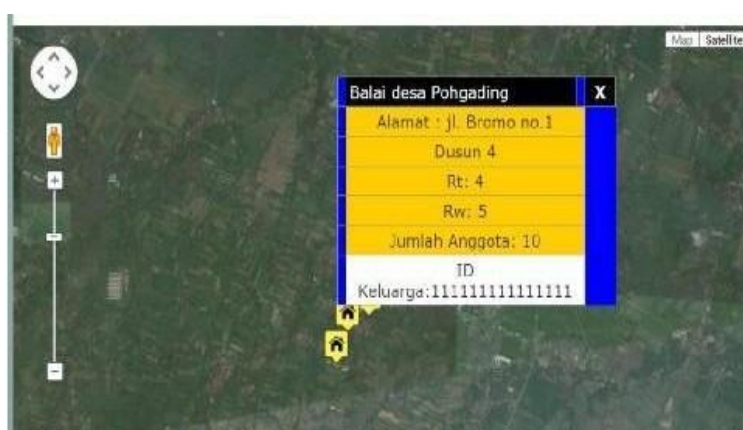 Map Satellite
Balai desa Pohgading X
Alamat : jl. Bromo no.1
Dusun 4
Rt: 4
Rw: 5
Jumlah Anggota: 10
ID
Keluarga:111111111111111